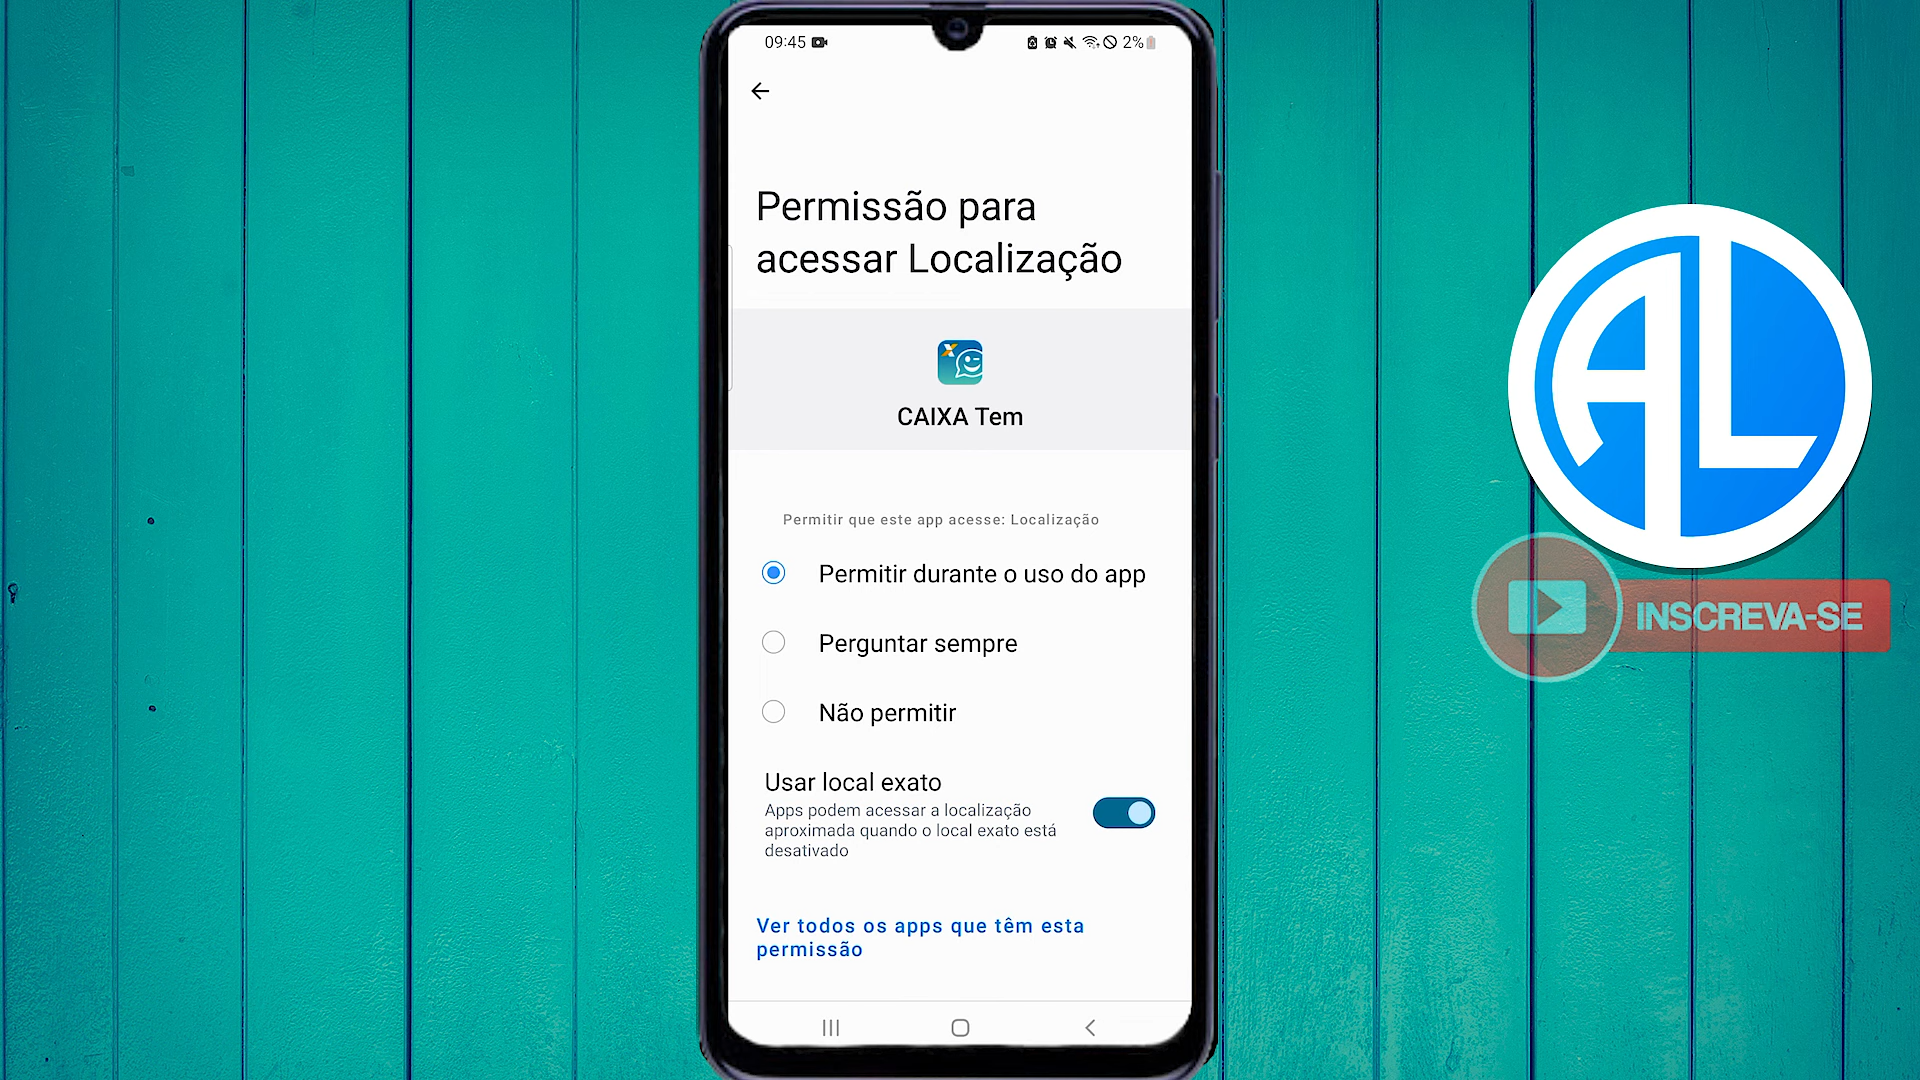 09:45
2%
Permissão para
acessar Localização
CAIXA Tem
Permitir que este app acesse: Localização
Permitir durante o uso do app
Perguntar sempre
Não permitir
Usar local exato
Apps podem acessar a localização
aproximada quando o local exato está
desativado
Ver todos os apps que têm esta
permissão
AL
INSCREVA-SE